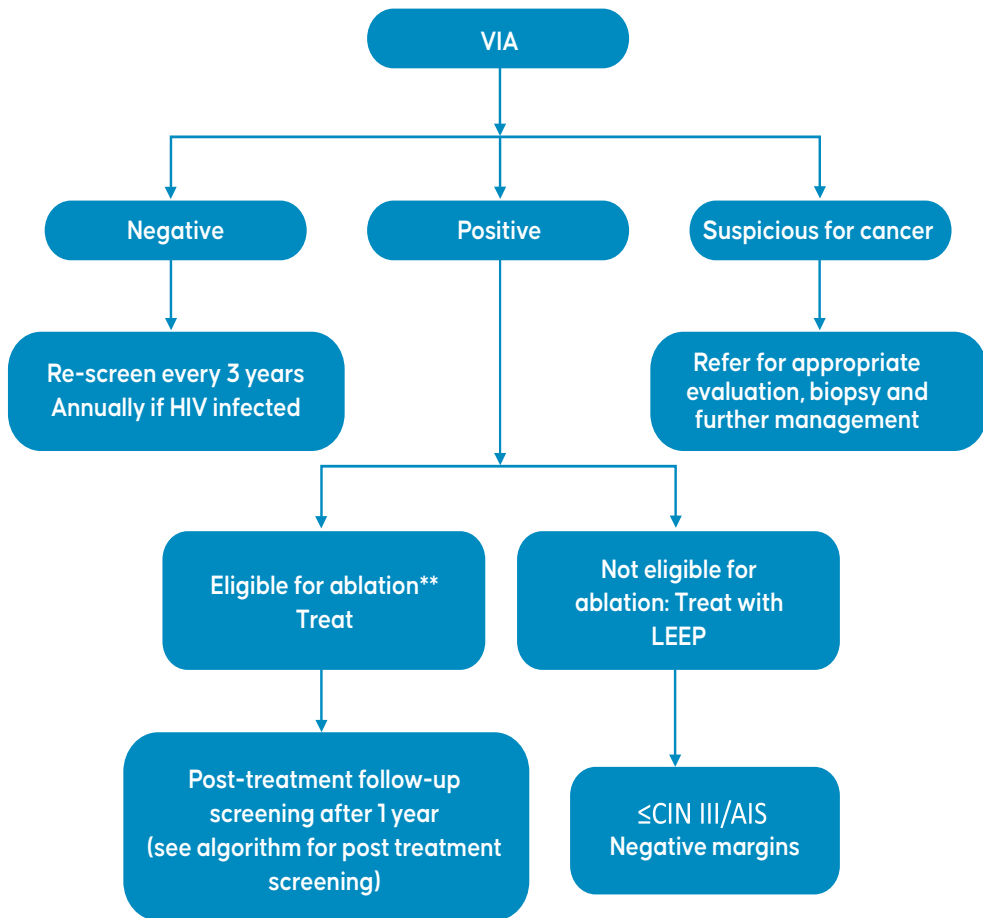 VIA
Negative
Positive
Suspicious for cancer
Re-screen every 3 years
Annually if HIV infected
Refer for appropriate
evaluation, biopsy and
further management
Eligible for ablation**
Treat
Not eligible for
ablation: Treat with
LEEP
Post-treatment follow-up
screening after 1 year
(see algorithm for post treatment
screening)
≤CIN III/AIS
Negative margins